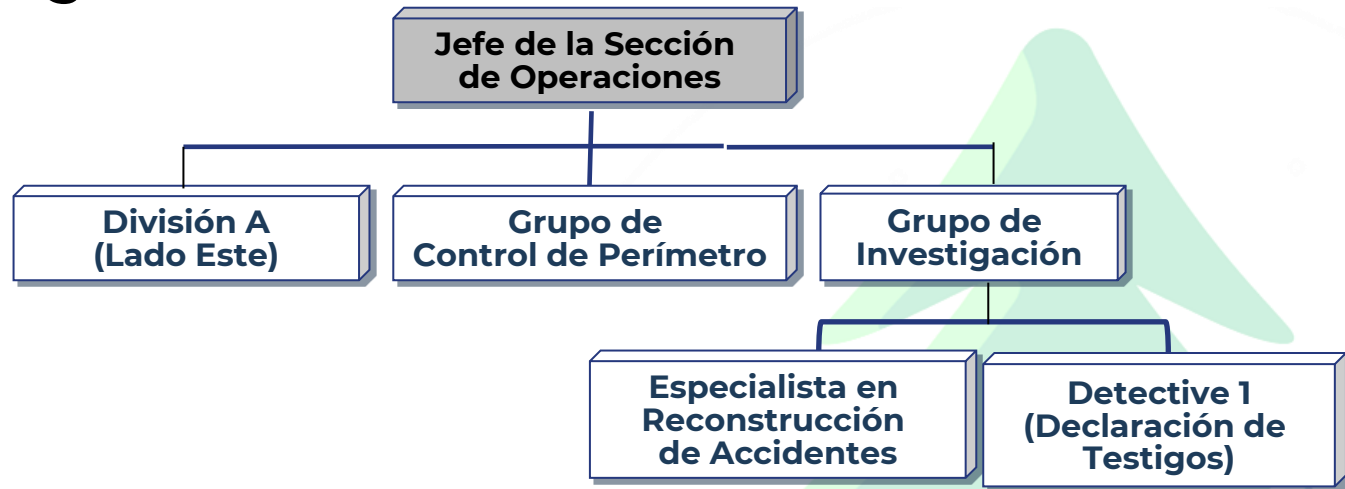 Jefe de la Sección
de Operaciones
División A
(Lado Este)
Grupo de
Control de Perímetro
Grupo de
Investigación
Especialista en
Reconstrucción
de Accidentes
Detective 1
(Declaración de
Testigos)